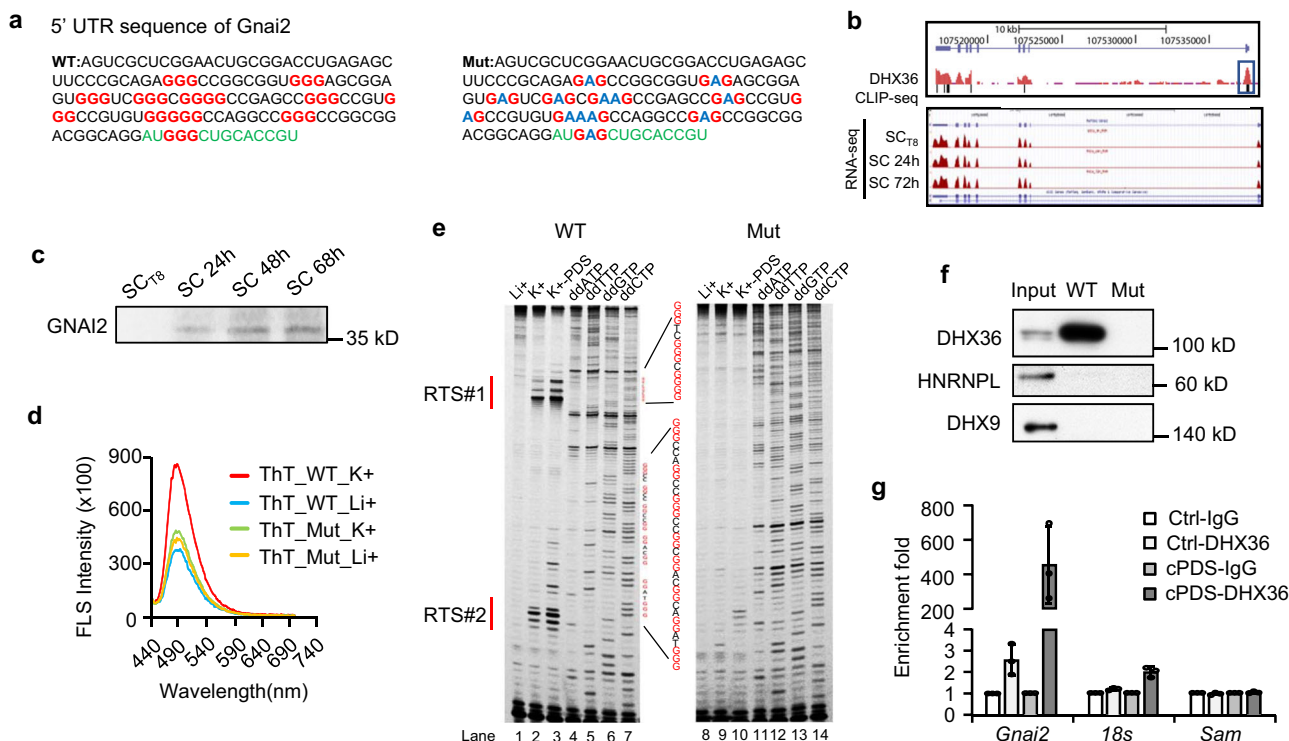 a
5’ UTR sequence of Gnai2
WT:AGUCGCUCGGAACUGCGGACCUGAGAGC
UUCCCGCAGAGGGCCGGCGGUGGGAGCGGA
GUGGGUCGGGCGGGGCCGAGCCGGGCCGUG
GGCCGUGUGGGGGCCAGGCCGGGCCGGCGG
ACGGCAGGAUGGGCUGCACCGU
Mut:AGUCGCUCGGAACUGCGGACCUGAGAGC
UUCCCGCAGAGAGCCGGCGGUGAGAGCGGA
GUGAGUCGAGCGAAGCCGAGCCGAGCCGUG
AGCCGUGUGAAAGCCAGGCCGAGCCGGCGG
ACGGCAGGAUGAGCUGCACCGU
b
10 kb
107520000 107525000 107530000 107535000
DHX36
CLIP-seq
RNA-seq
SCT8
SC 24h
SC 72h
c
SCT8 SC 24h SC 48h SC 68h
GNAI2
35 kD
d
FLS Intensity (x100)
900
600
300
0
440 490 540 590 640 690 740
Wavelength(nm)
ThT_WT_K+
ThT_WT_Li+
ThT_Mut_K+
ThT_Mut_Li+
e
WT Mut
Li+ K+ K+-PDS ddATP ddTTP ddGTP ddCTP
Li+ K+ K+-PDS ddATP ddTTP ddGTP ddCTP
RTS#1
RTS#2
Lane 1 2 3 4 5 6 7 8 9 10 11 12 13 14
f
Input WT Mut
DHX36
100 kD
HNRNPL
60 kD
DHX9
140 kD
g
Enrichment fold
800
600
400
200
4
3
2
1
0
Gnai2 18s Sam
Ctrl-IgG
Ctrl-DHX36
cPDS-IgG
cPDS-DHX36